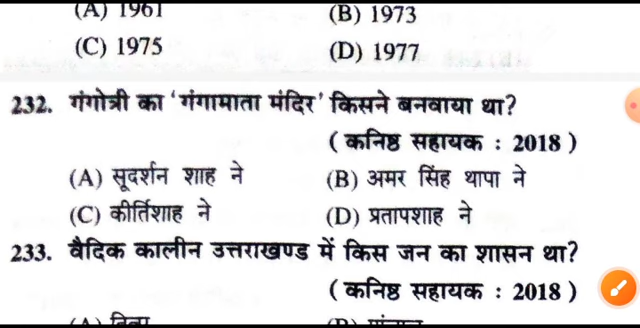 (A) 1961 (B) 1973
(C) 1975 (D) 1977
232. गंगोत्री का 'गंगामाता मंदिर' किसने बनवाया था?
( कनिष्ठ सहायक : 2018 )
(A) सूदर्शन शाह ने (B) अमर सिंह थापा ने
(C) कीर्तिशाह ने (D) प्रतापशाह ने
233. वैदिक कालीन उत्तराखण्ड में किस जन का शासन था?
( कनिष्ठ सहायक : 2018 )